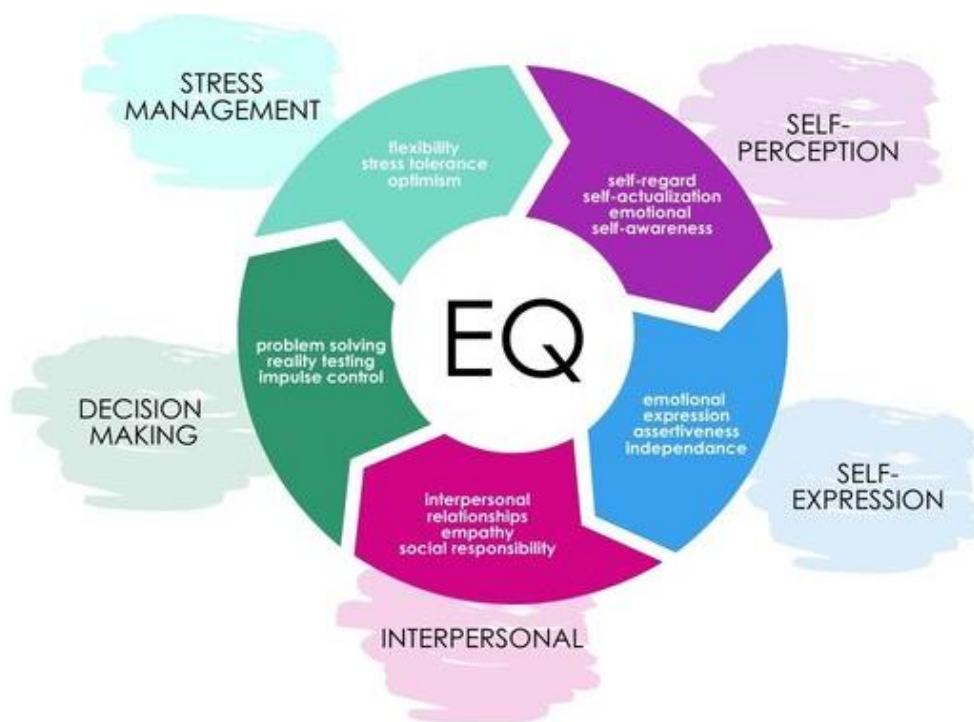 STRESS
MANAGEMENT
flexibility
stress tolerance
optimism
SELF-
PERCEPTION
self-regard
self-actualization
emotional
self-awareness
EQ
problem solving
reality testing
impulse control
DECISION
MAKING
emotional
expression
assertiveness
independance
SELF-
EXPRESSION
interpersonal
relationships
empathy
social responsibility
INTERPERSONAL